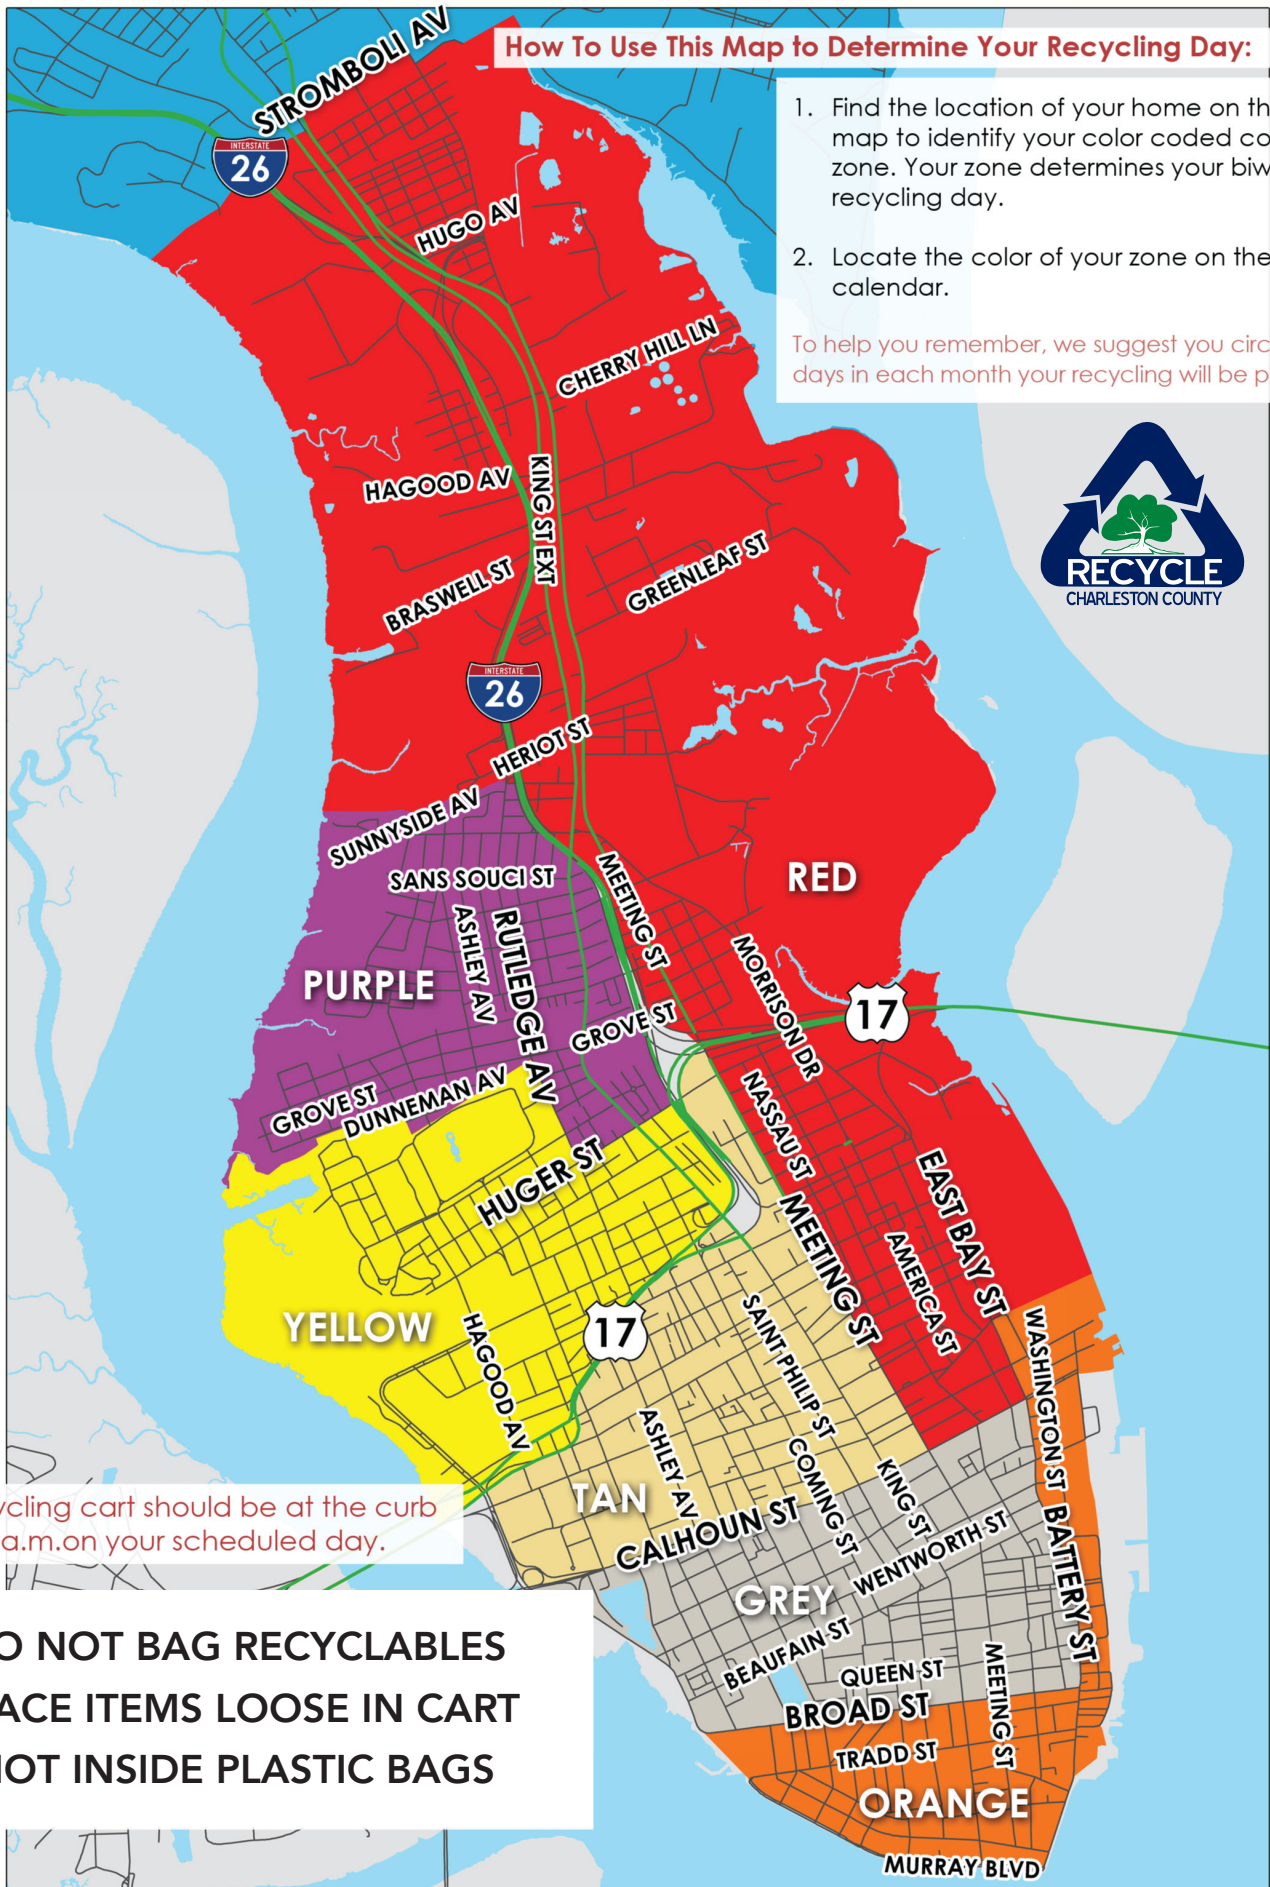 How To Use This Map to Determine Your Recycling Day:
1. Find the location of your home on th
map to identify your color coded co
zone. Your zone determines your biw
recycling day.
2. Locate the color of your zone on the
calendar.
To help you remember, we suggest you circ
days in each month your recycling will be p
RECYCLE
CHARLESTON COUNTY
STROMBOLI AV
INTERSTATE
26
HUGO AV
CHERRY HILL LN
HAGOOD AV
KING ST EXT
BRASWELL ST
GREENLEAF ST
INTERSTATE
26
HERIOT ST
SUNNYSIDE AV
SANS SOUCI ST
MEETING ST
RED
ASHLEY AV
RUTLEDGE AV
PURPLE
MORRISON DR
17
GROVE ST
GROVE ST
DUNNEMAN AV
NASSAU ST
HUGER ST
EAST BAY ST
MEETING ST
AMERICA ST
YELLOW
HAGOOD AV
17
SAINT PHILIP ST
WASHINGTON ST
ASHLEY AV
COMING ST
KING ST
TAN
CALHOUN ST
BATTERY ST
WENTWORTH ST
GREY
BEAUFAIN ST
QUEEN ST
MEETING ST
BROAD ST
TRADD ST
ORANGE
MURRAY BLVD
ycling cart should be at the curb
a.m.on your scheduled day.
O NOT BAG RECYCLABLES
ACE ITEMS LOOSE IN CART
NOT INSIDE PLASTIC BAGS